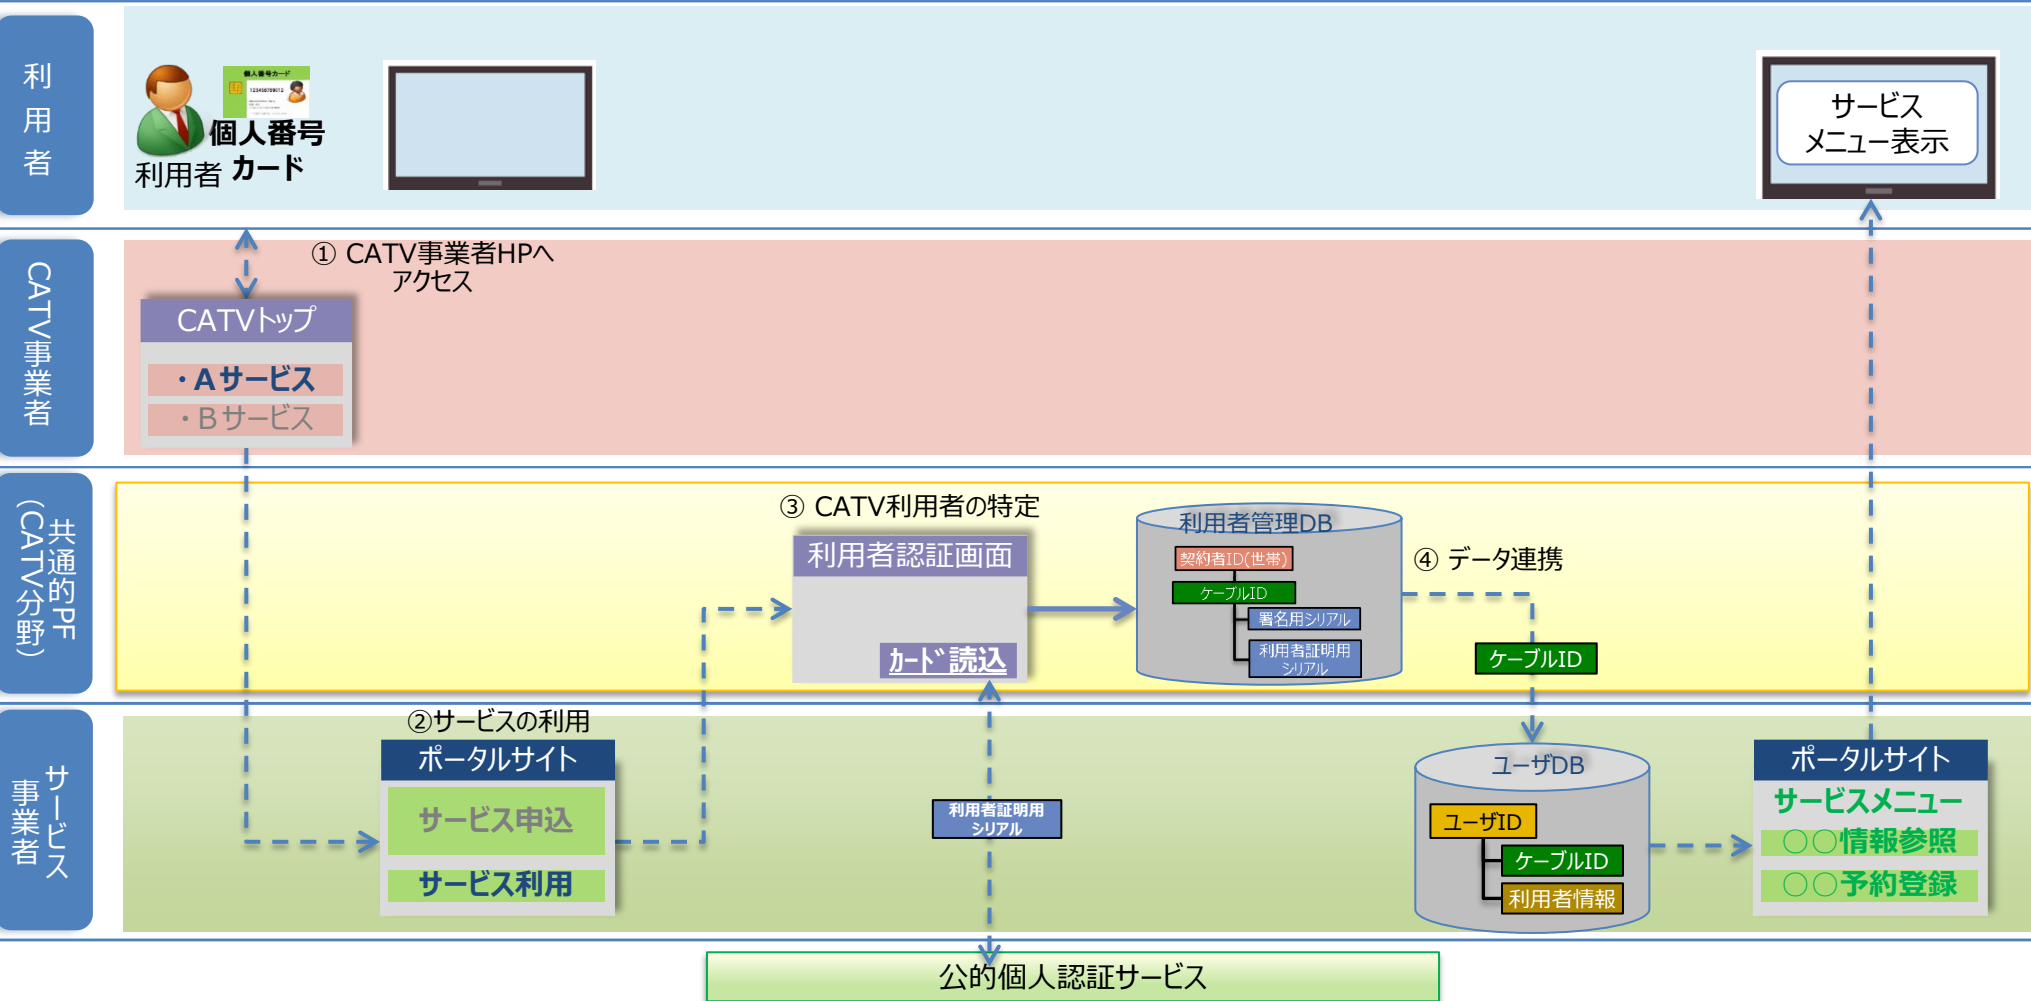 利用者
個人番号カード
123456789012
個人番号
カード
利用者
サービス
メニュー表示
CATV事業者
① CATV事業者HPへ
アクセス
CATVトップ
・Aサービス
・Bサービス
共通的PF
(CATV分野)
③ CATV利用者の特定
利用者認証画面
カード読込
利用者管理DB
契約者ID(世帯)
ケーブルID
署名用シリアル
利用者証明用
シリアル
④ データ連携
ケーブルID
サービス
事業者
②サービスの利用
ポータルサイト
サービス申込
サービス利用
利用者証明用
シリアル
ユーザDB
ユーザID
ケーブルID
利用者情報
ポータルサイト
サービスメニュー
○○情報参照
○○予約登録
公的個人認証サービス